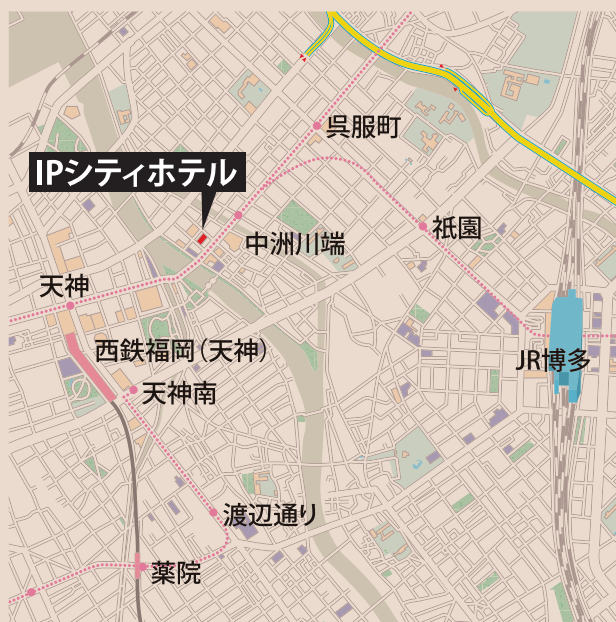 呉服町
IPシティホテル
祇園
中洲川端
天神
西鉄福岡（天神）
JR博多
天神南
渡辺通り
薬院